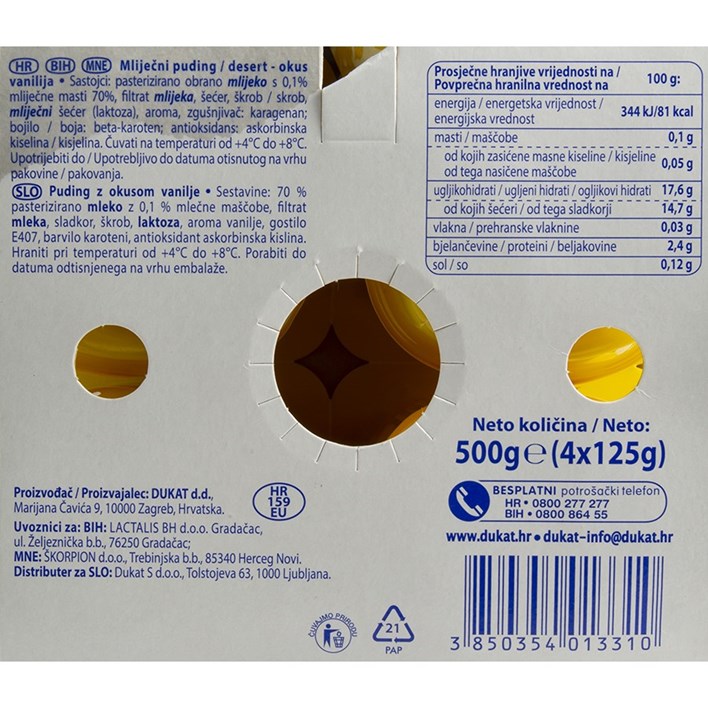 HR BIH MNE Mliječni puding / desert - okus
vanilija • Sastojci: pasterizirano obrano mlijeko s 0,1%
mliječne masti 70%, filtrat mlijeka, šećer, škrob / skrob,
mliječni šećer (laktoza), aroma, zgušnjivač: karagenan;
bojilo / boja: beta-karoten; antioksidans: askorbinska
kiselina / kisjelina. Čuvati na temperaturi od +4°C do +8°C.
Upotrijebiti do / Upotrebljivo do datuma otisnutog na vrhu
pakovine / pakovanja.
SLO Puding z okusom vanilje • Sestavine: 70 %
pasterizirano mleko z 0,1 % mlečne maščobe, filtrat
mleka, sladkor, škrob, laktoza, aroma vanilje, gostilo
E407, barvilo karoteni, antioksidant askorbinska kislina.
Hraniti pri temperaturi od +4°C do +8°C. Porabiti do
datuma odtisnjenega na vrhu embalaže.
Prosječne hranjive vrijednosti na /
Povprečna hranilna vrednost na 100 g:
energija / energetska vrijednost /
energijska vrednost 344 kJ/81 kcal
masti / maščobe 0,1 g
od kojih zasićene masne kiseline / kisjeline
od tega nasičene maščobe 0,05 g
ugljikohidrati / ugljeni hidrati / ogljikovi hidrati 17,6 g
od kojih šećeri / od tega sladkorji 14,7 g
vlakna / prehranske vlaknine 0,03 g
bjelančevine / proteini / beljakovine 2,4 g
sol / so 0,12 g
Neto količina / Neto:
500g e (4x125g)
BESPLATNI potrošački telefon
HR • 0800 277 277
BIH • 0800 864 55
www.dukat.hr • dukat-info@dukat.hr
Proizvođač / Proizvajalec: DUKAT d.d.,
Marijana Čavića 9, 10000 Zagreb, Hrvatska.
HR
159
EU
Uvoznici za: BIH: LACTALIS BH d.o.o. Gradačac,
ul. Željeznička b.b., 76250 Gradačac;
MNE: ŠKORPION d.o.o., Trebinjska b.b., 85340 Herceg Novi.
Distributer za SLO: Dukat S d.o.o., Tolstojeva 63, 1000 Ljubljana.
ČUVAJMO PRIRODU
21
PAP
3 850354 013310